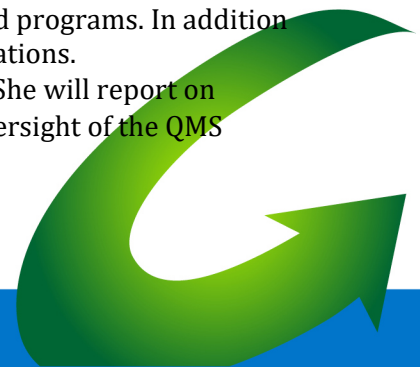 d programs. In addition
ations.
She will report on
ersight of the QMS